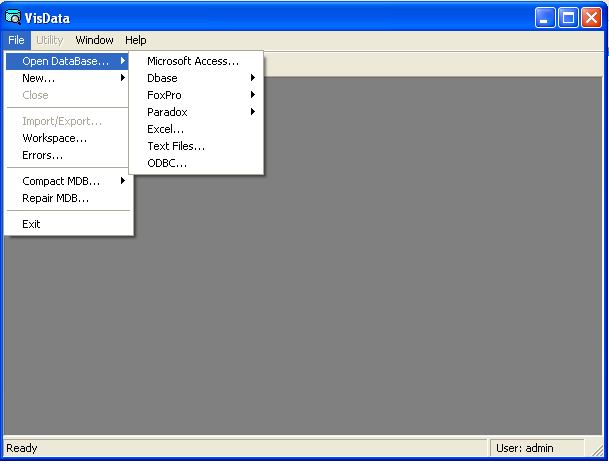 VisData
File Utility Window Help
Open DataBase...
New...
Close
Import/Export...
Workspace...
Errors...
Compact MDB...
Repair MDB...
Exit
Microsoft Access...
Dbase
FoxPro
Paradox
Excel...
Text Files...
ODBC...
Ready
User: admin